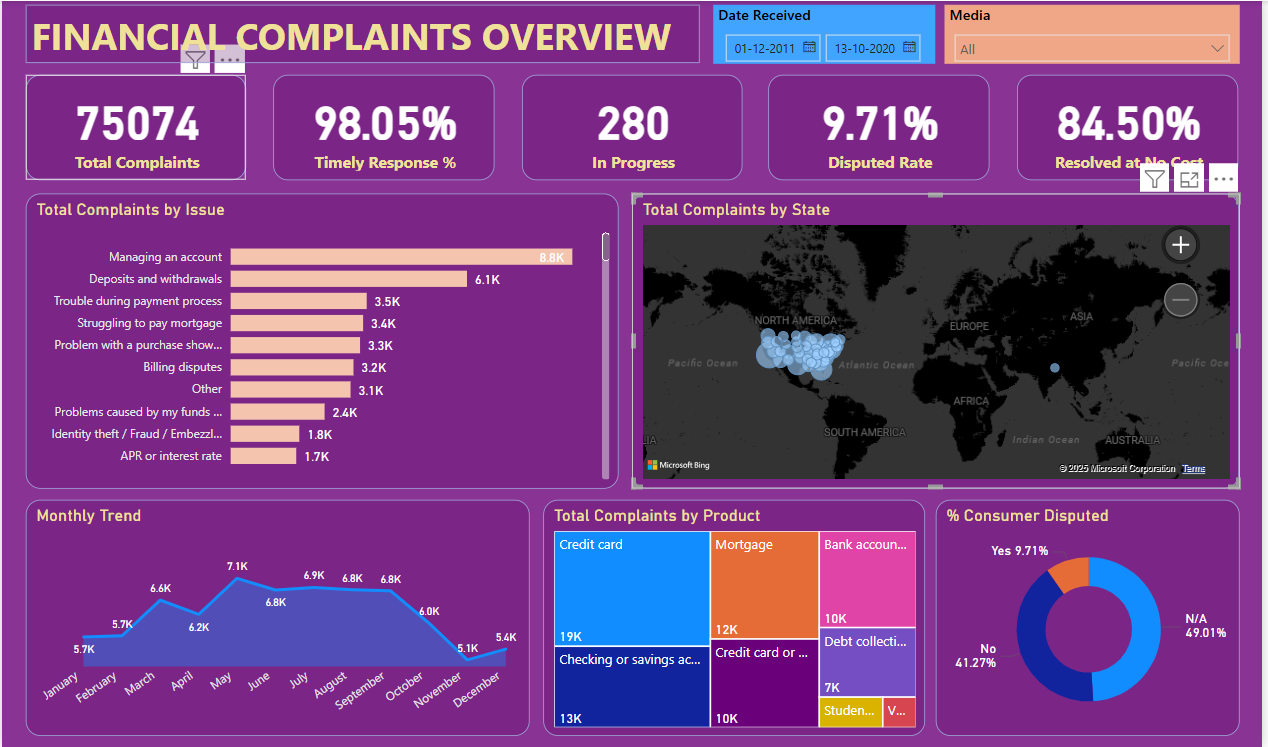 FINANCIAL COMPLAINTS OVERVIEW
Date Received
01-12-2011
13-10-2020
Media
All
75074
Total Complaints
98.05%
Timely Response %
280
In Progress
9.71%
Disputed Rate
84.50%
Resolved at No Cost
Total Complaints by Issue
Managing an account
8.8K
Deposits and withdrawals
6.1K
Trouble during payment process
3.5K
Struggling to pay mortgage
3.4K
Problem with a purchase show...
3.3K
Billing disputes
3.2K
Other
3.1K
Problems caused by my funds ...
2.4K
Identity theft / Fraud / Embezzl...
1.8K
APR or interest rate
1.7K
Total Complaints by State
NORTH AMERICA
EUROPE
ASIA
Pacific Ocean
Atlantic Ocean
Pacific Oc
AFRICA
SOUTH AMERICA
Indian Ocean
AUSTRALIA
LIA
Microsoft Bing
© 2025 Microsoft Corporation Terms
Monthly Trend
5.7K
5.7K
6.6K
6.2K
7.1K
6.8K
6.9K
6.8K
6.8K
6.0K
5.1K
5.4K
January
February
March
April
May
June
July
August
September
October
November
December
Total Complaints by Product
Credit card
19K
Checking or savings ac...
13K
Mortgage
12K
Credit card or ...
10K
Bank accoun...
10K
Debt collecti...
7K
Studen...
V...
% Consumer Disputed
Yes 9.71%
N/A
49.01%
No
41.27%